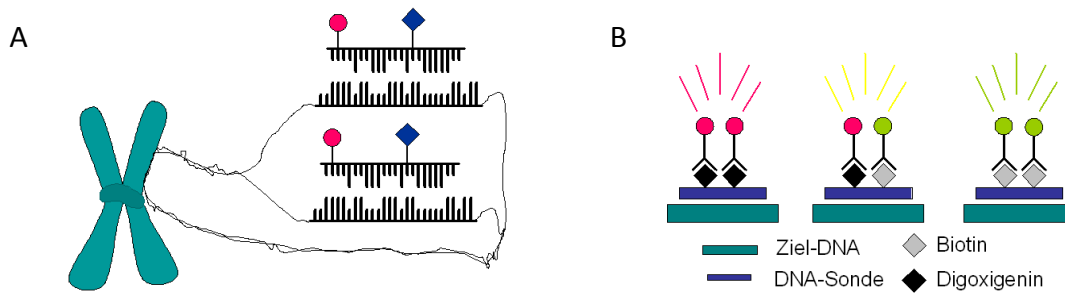 A
B
Ziel-DNA
Biotin
DNA-Sonde
Digoxigenin